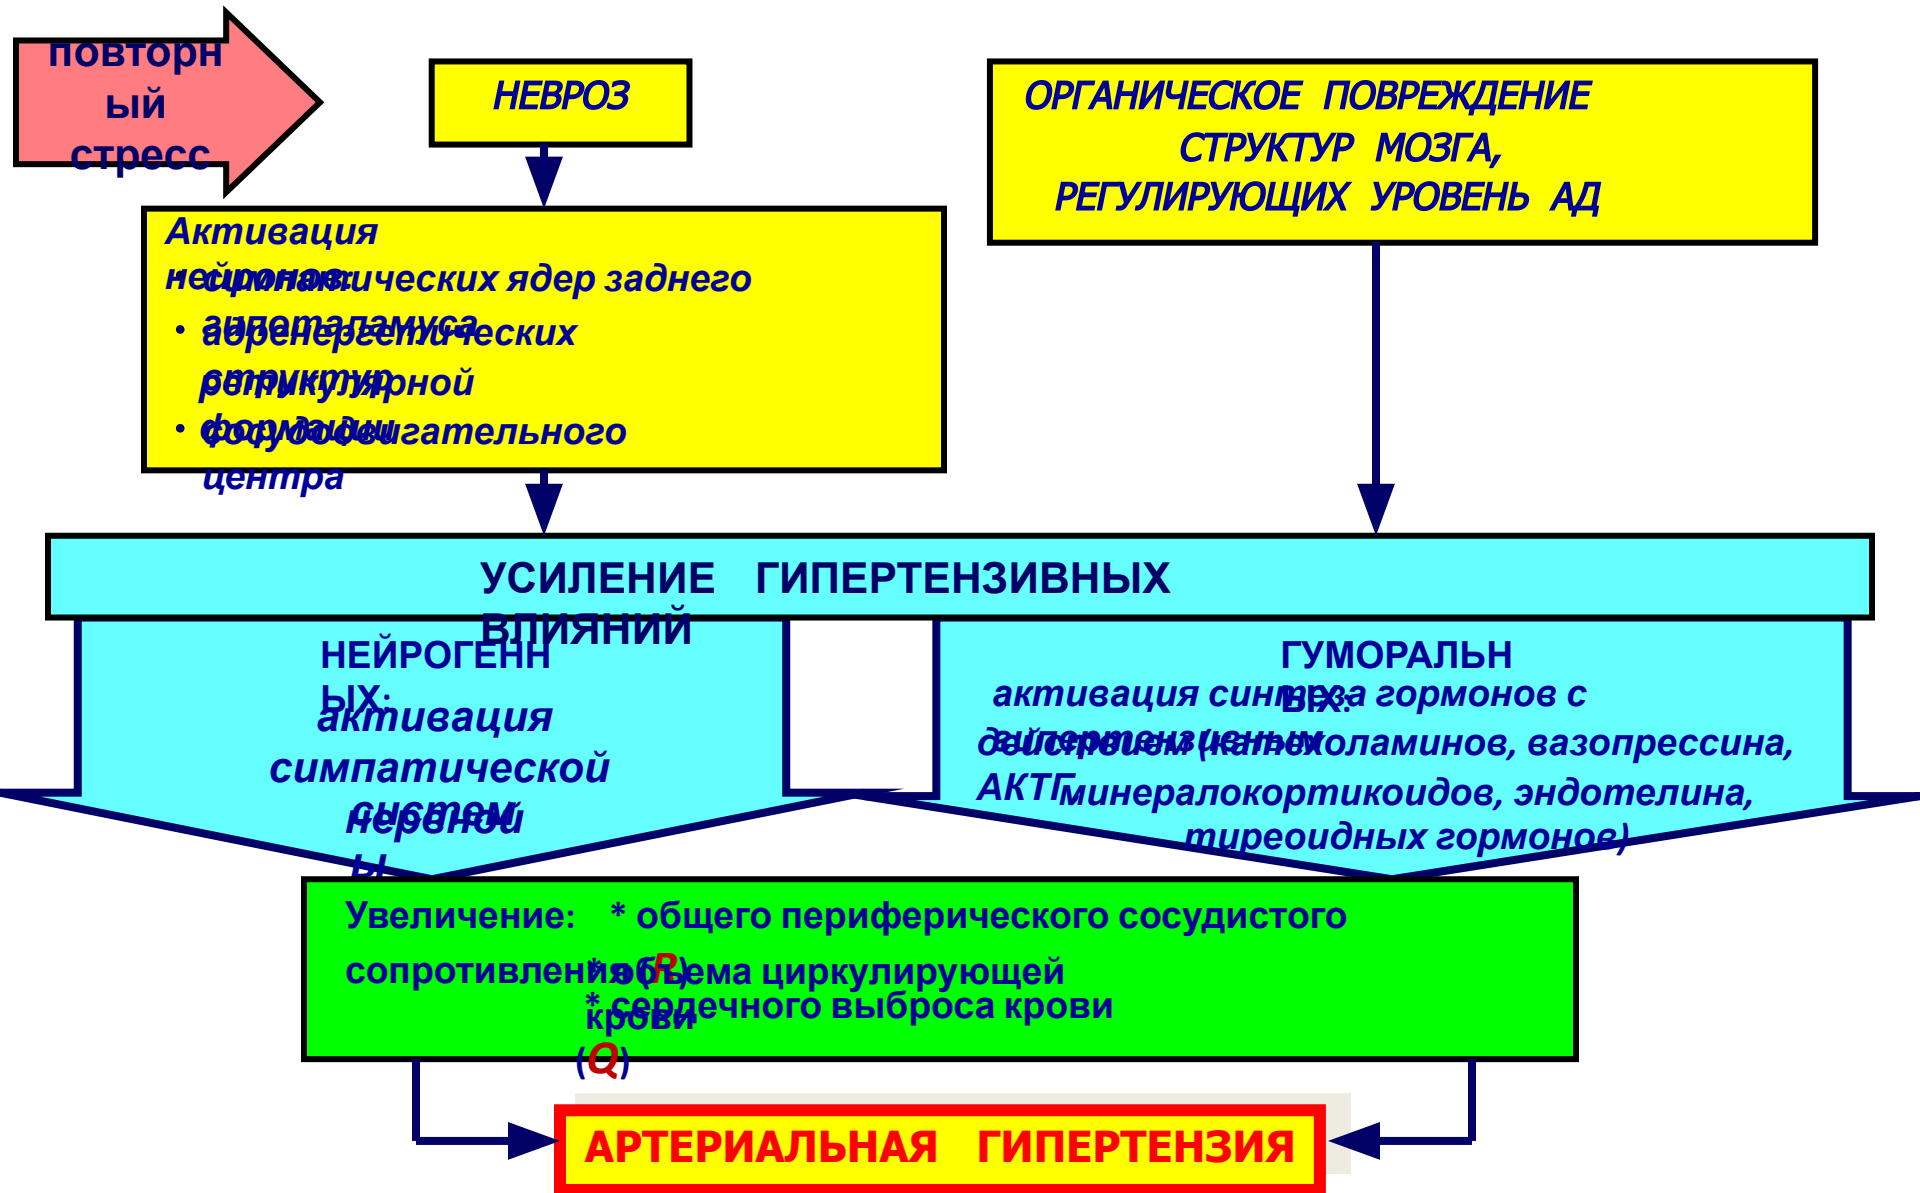 повторн
ый
стресс
НЕВРОЗ
ОРГАНИЧЕСКОЕ ПОВРЕЖДЕНИЕ
СТРУКТУР МОЗГА,
РЕГУЛИРУЮЩИХ УРОВЕНЬ АД
Активация
нейронов:
• симпатических ядер заднего
гипоталамуса
• адренергетических
структур
ретикулярной
формации
• сосудодвигательного
центра
УСИЛЕНИЕ ГИПЕРТЕНЗИВНЫХ
ВЛИЯНИЙ
НЕЙРОГЕНН
ЫХ:
активация
симпатической
нервной
систем
ы
ГУМОРАЛЬН
ЫХ:
активация синтеза гормонов с
гипертензивным
действием (катехоламинов, вазопрессина,
АКТГ,
минералокортикоидов, эндотелина,
тиреоидных гормонов)
Увеличение: * общего периферического сосудистого
сопротивления (R)
* объема циркулирующей
крови
* сердечного выброса крови
(Q)
АРТЕРИАЛЬНАЯ ГИПЕРТЕНЗИЯ